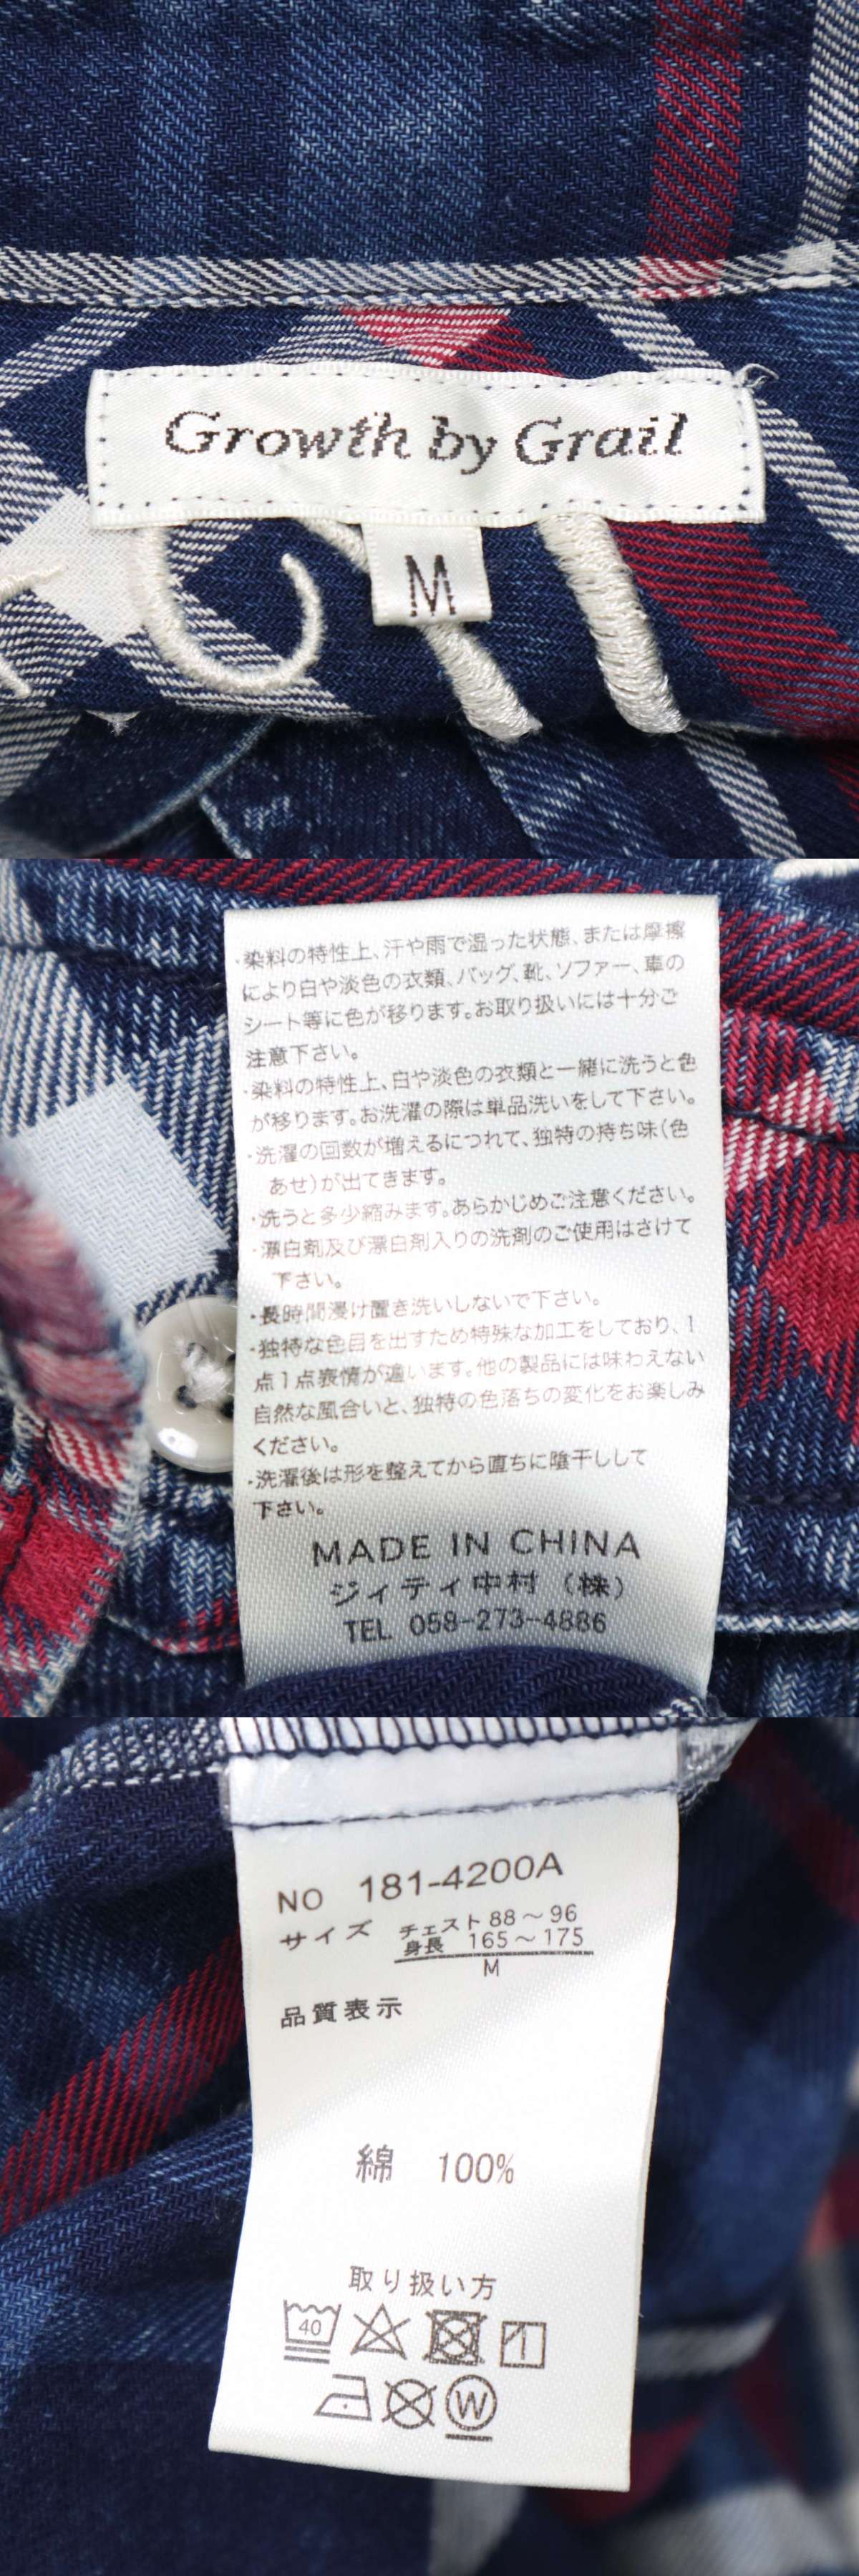 Growth by Grail
M
・染料の特性上、汗や雨で湿った状態、または摩擦
により白や淡色の衣類、バッグ、靴、ソファー、車の
シート等に色が移ります。お取り扱いには十分ご
注意下さい。
・染料の特性上、白や淡色の衣類と一緒に洗うと色
が移ります。お洗濯の際は単品洗いをして下さい。
・洗濯の回数が増えるにつれて、独特の持ち味(色
あせ)が出てきます。
・洗うと多少縮みます。あらかじめご注意ください。
・漂白剤及び漂白剤入りの洗剤のご使用はさけて
下さい。
・長時間浸け置き洗いしないで下さい。
・独特な色目を出すため特殊な加工をしており、1
点1点表情が違います。他の製品には味わえない
自然な風合いと、独特の色落ちの変化をお楽しみ
ください。
・洗濯後は形を整えてから直ちに陰干しして
下さい。
MADE IN CHINA
ジィティ中村 (株)
TEL 058-273-4886
NO 181-4200A
サイズ チェスト88～96
身長 165～175
M
品質表示
綿 100%
取り扱い方
40
W